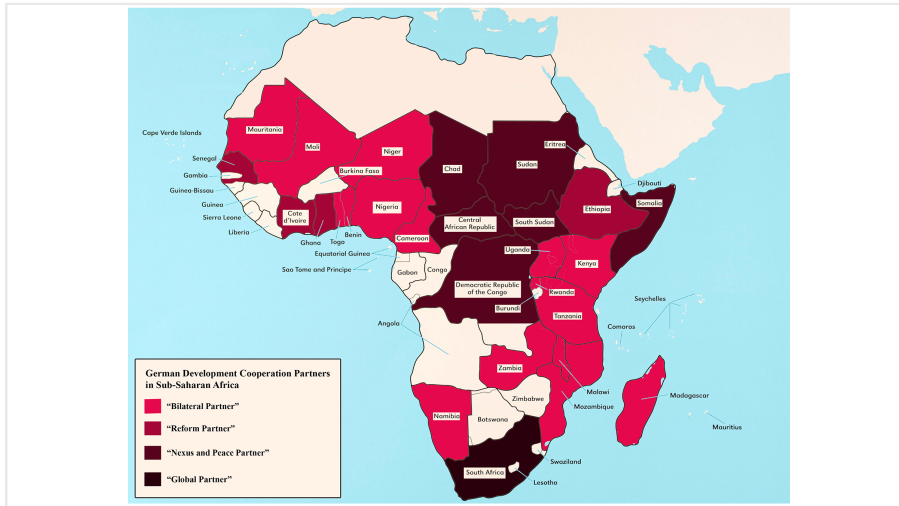 Cape Verde Islands
Mauritania
Mali
Niger
Chad
Sudan
Eritrea
Senegal
Gambia
Guinea-Bissau
Guinea
Sierra Leone
Liberia
Burkina Faso
Cote
d'Ivoire
Ghana
Togo
Benin
Nigeria
Cameroon
Equatorial Guinea
Sao Tome and Principe
Gabon
Congo
Central
African Republic
South Sudan
Ethiopia
Djibouti
Somalia
Uganda
Kenya
Democratic Republic
of the Congo
Rwanda
Burundi
Tanzania
Seychelles
Comoros
Angola
Zambia
Malawi
Mozambique
Madagascar
Mauritius
Zimbabwe
Namibia
Botswana
Swaziland
South Africa
Lesotho
German Development Cooperation Partners
in Sub-Saharan Africa
“Bilateral Partner”
“Reform Partner”
“Nexus and Peace Partner”
“Global Partner”